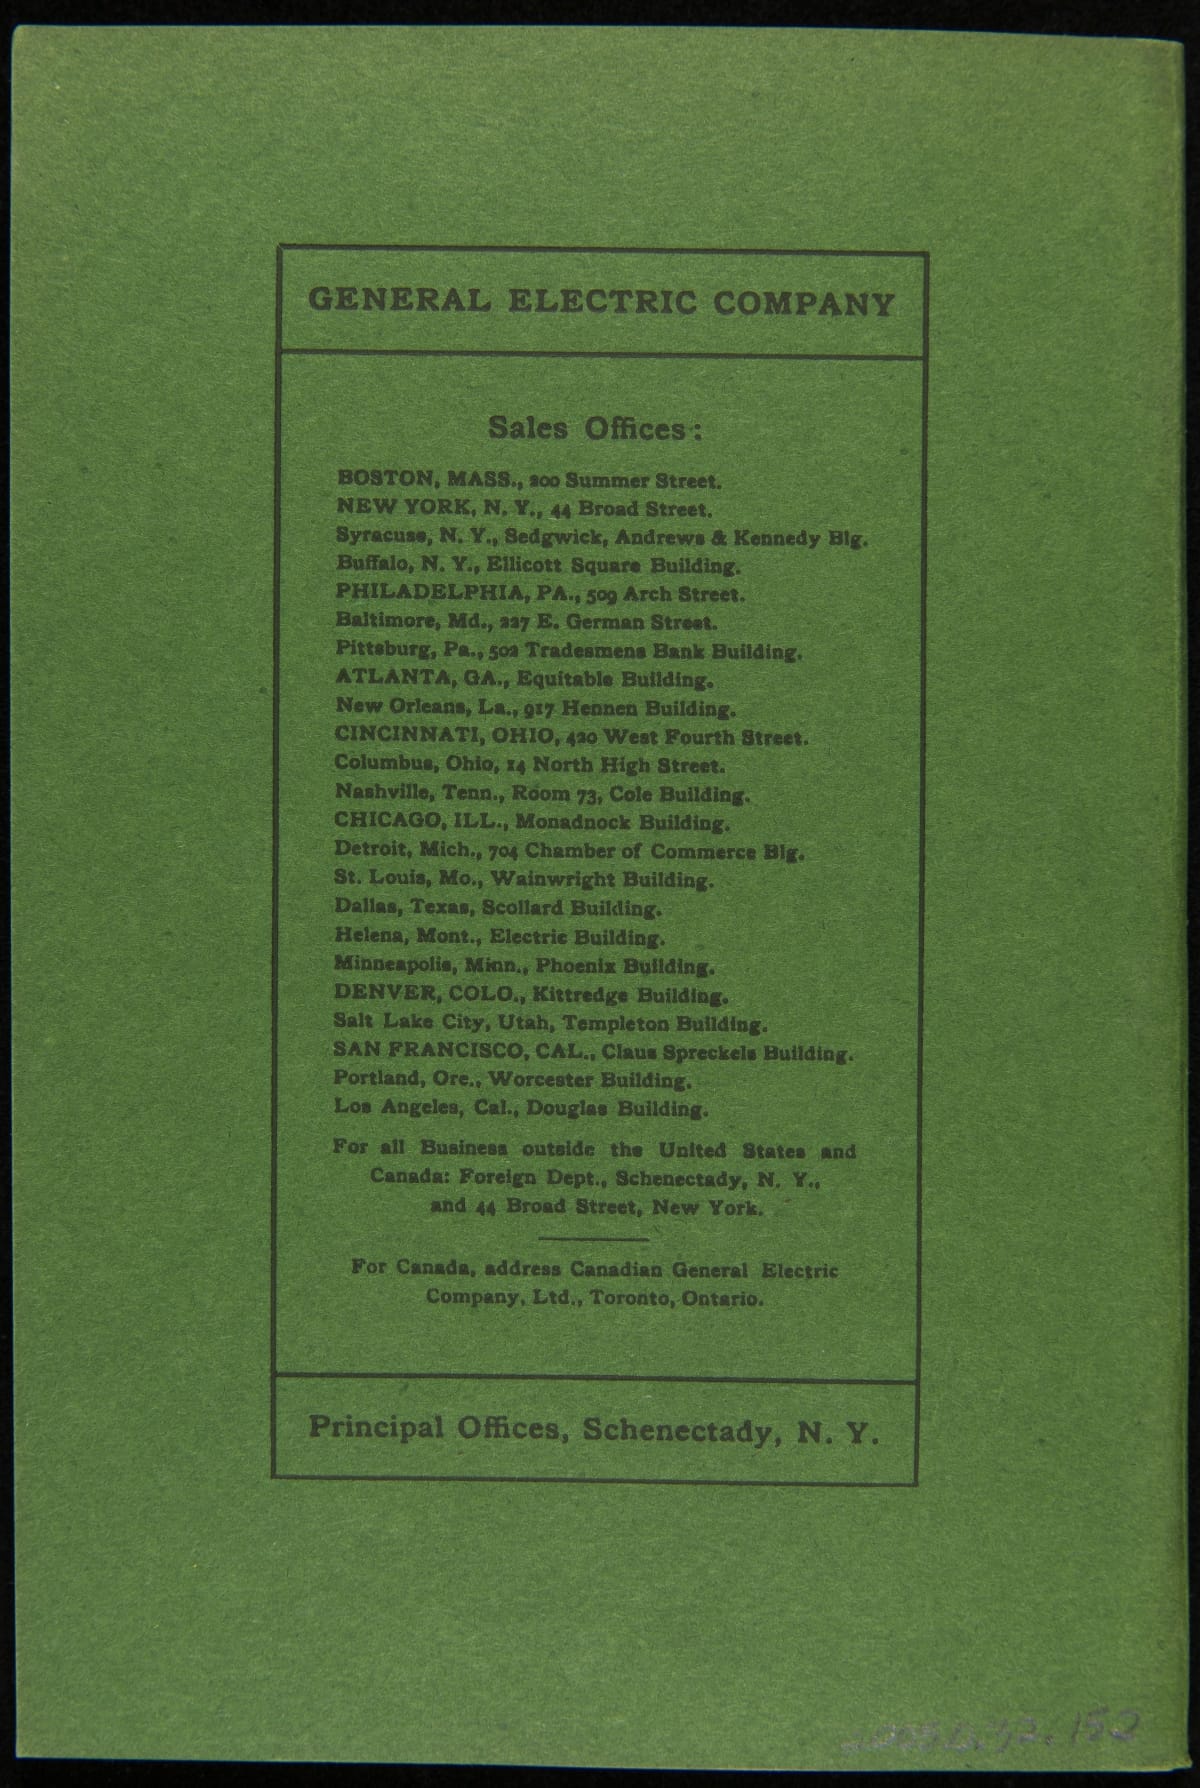 GENERAL ELECTRIC COMPANY
Sales Offices:
BOSTON, MASS., 200 Summer Street.
NEW YORK, N. Y., 44 Broad Street.
Syracuse, N. Y., Sedgwick, Andrews & Kennedy Blg.
Buffalo, N. Y., Ellicott Square Building.
PHILADELPHIA, PA., 509 Arch Street.
Baltimore, Md., 227 E. German Street.
Pittsburg, Pa., 502 Tradesmens Bank Building.
ATLANTA, GA., Equitable Building.
New Orleans, La., 917 Hennen Building.
CINCINNATI, OHIO, 420 West Fourth Street.
Columbus, Ohio, 14 North High Street.
Nashville, Tenn., Room 73, Cole Building.
CHICAGO, ILL., Monadnock Building.
Detroit, Mich., 704 Chamber of Commerce Blg.
St. Louis, Mo., Wainwright Building.
Dallas, Texas, Scollard Building.
Helena, Mont., Electric Building.
Minneapolis, Minn., Phoenix Building.
DENVER, COLO., Kittredge Building.
Salt Lake City, Utah, Templeton Building.
SAN FRANCISCO, CAL., Claus Spreckels Building.
Portland, Ore., Worcester Building.
Los Angeles, Cal., Douglas Building.
For all Business outside the United States and
Canada: Foreign Dept., Schenectady, N. Y.,
and 44 Broad Street, New York.
For Canada, address Canadian General Electric
Company, Ltd., Toronto, Ontario.
Principal Offices, Schenectady, N. Y.